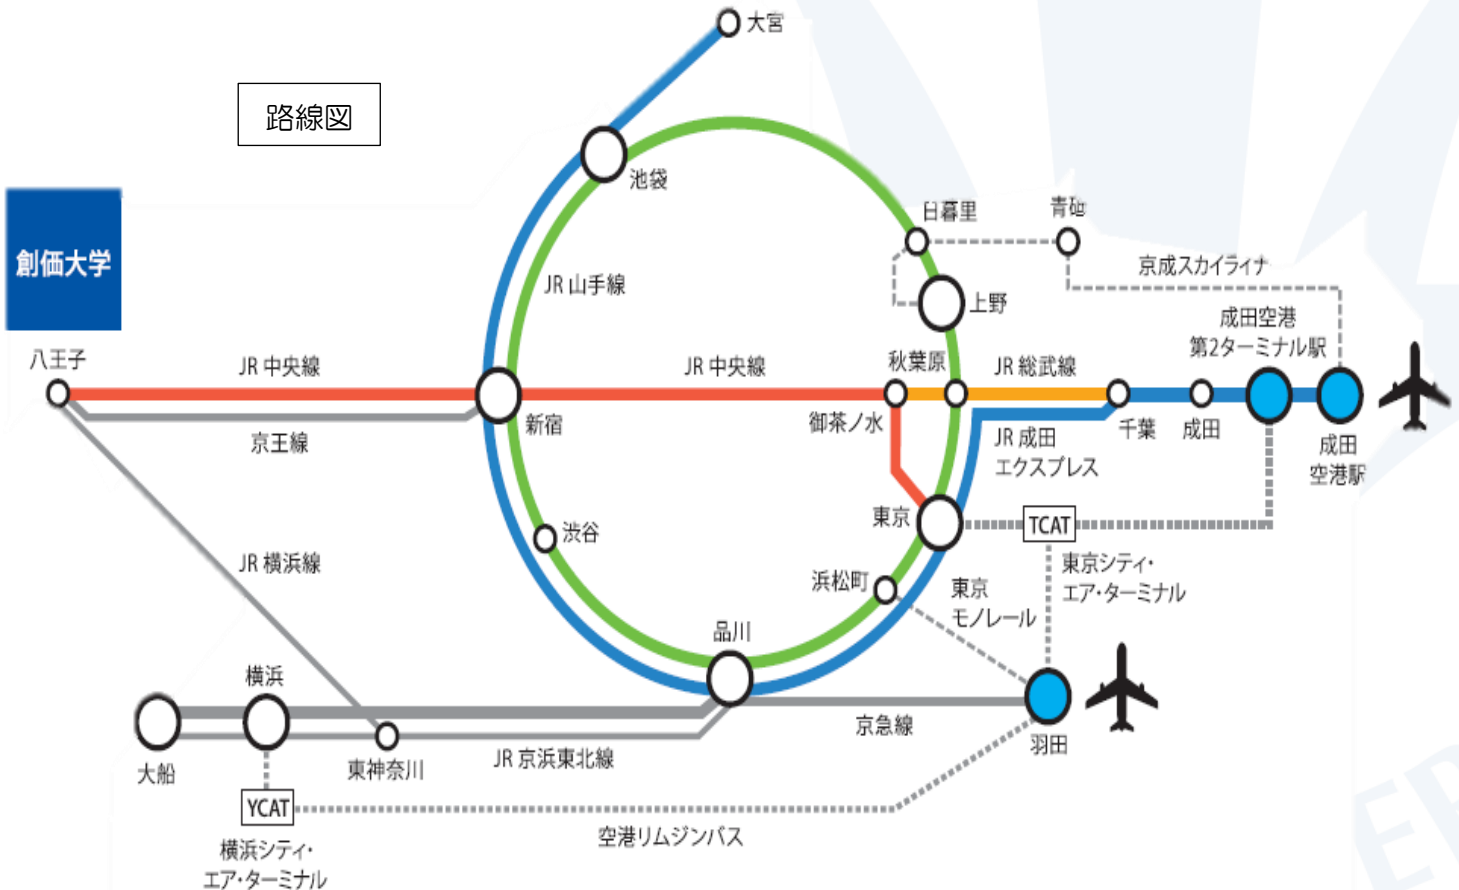 大宮
路線図
池袋
創価大学
日暮里
青砥
京成スカイライナ
JR 山手線
上野
成田空港
第2ターミナル駅
八王子
JR 中央線
JR 中央線
秋葉原
JR 総武線
京王線
新宿
御茶ノ水
JR 成田
エクスプレス
千葉
成田
成田
空港駅
渋谷
東京
TCAT
JR 横浜線
浜松町
東京
モノレール
東京シティ・
エア・ターミナル
品川
横浜
京急線
羽田
大船
東神奈川
JR 京浜東北線
YCAT
空港リムジンバス
横浜シティ・
エア・ターミナル